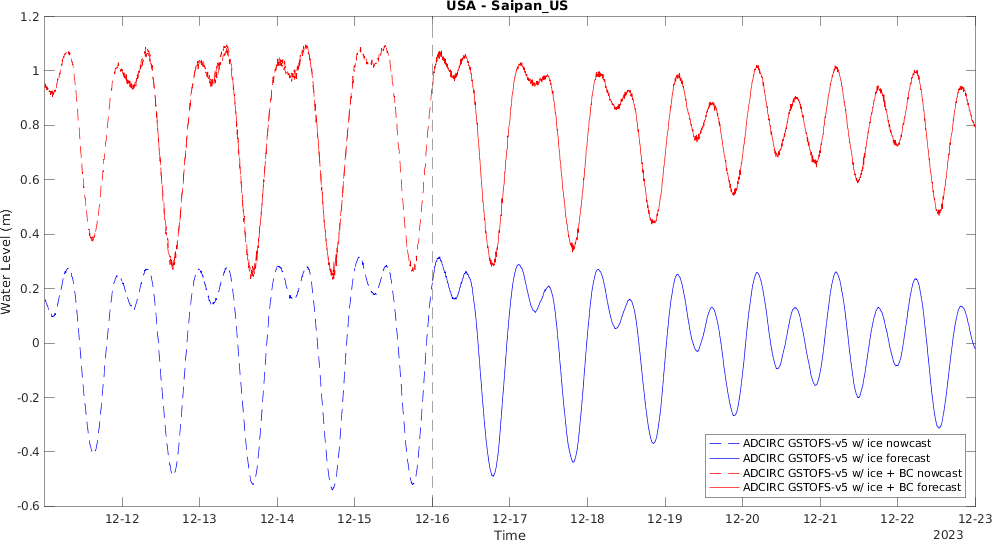 USA - Saipan_US
1.2
1
0.8
0.6
0.4
0.2
0
-0.2
-0.4
-0.6
Water Level (m)
ADCIRC GSTOFS-v5 w/ ice nowcast
ADCIRC GSTOFS-v5 w/ ice forecast
ADCIRC GSTOFS-v5 w/ ice + BC nowcast
ADCIRC GSTOFS-v5 w/ ice + BC forecast
12-12 12-13 12-14 12-15 12-16 12-17 12-18 12-19 12-20 12-21 12-22 12-23
Time
2023